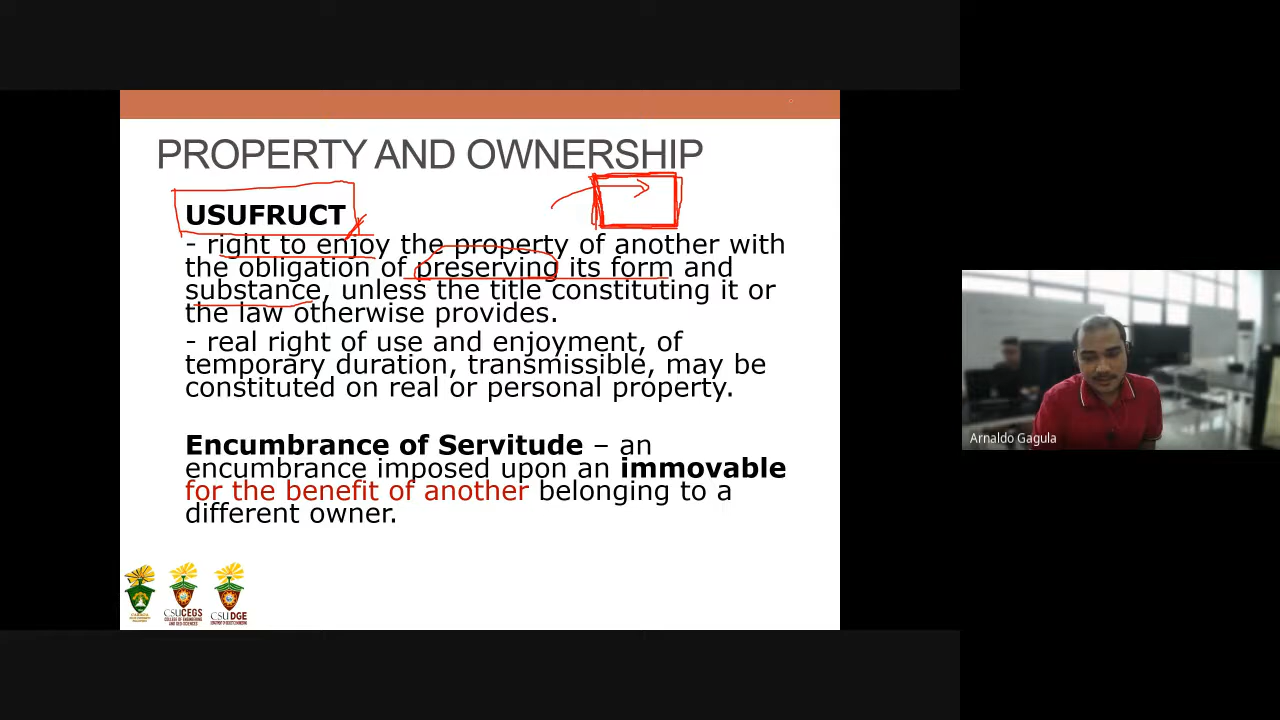 PROPERTY AND OWNERSHIP
USUFRUCT
- right to enjoy the property of another with
the obligation of preserving its form and
substance, unless the title constituting it or
the law otherwise provides.
- real right of use and enjoyment, of
temporary duration, transmissible, may be
constituted on real or personal property.
Encumbrance of Servitude – an
encumbrance imposed upon an immovable
for the benefit of another belonging to a
different owner.
CSUCEGS
CSUDGE
Arnaldo Gagula